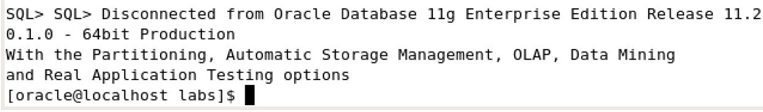 SQL> SQL> Disconnected from Oracle Database 11g Enterprise Edition Release 11.2
0.1.0 - 64bit Production
With the Partitioning, Automatic Storage Management, OLAP, Data Mining
and Real Application Testing options
[oracle@localhost labs]$